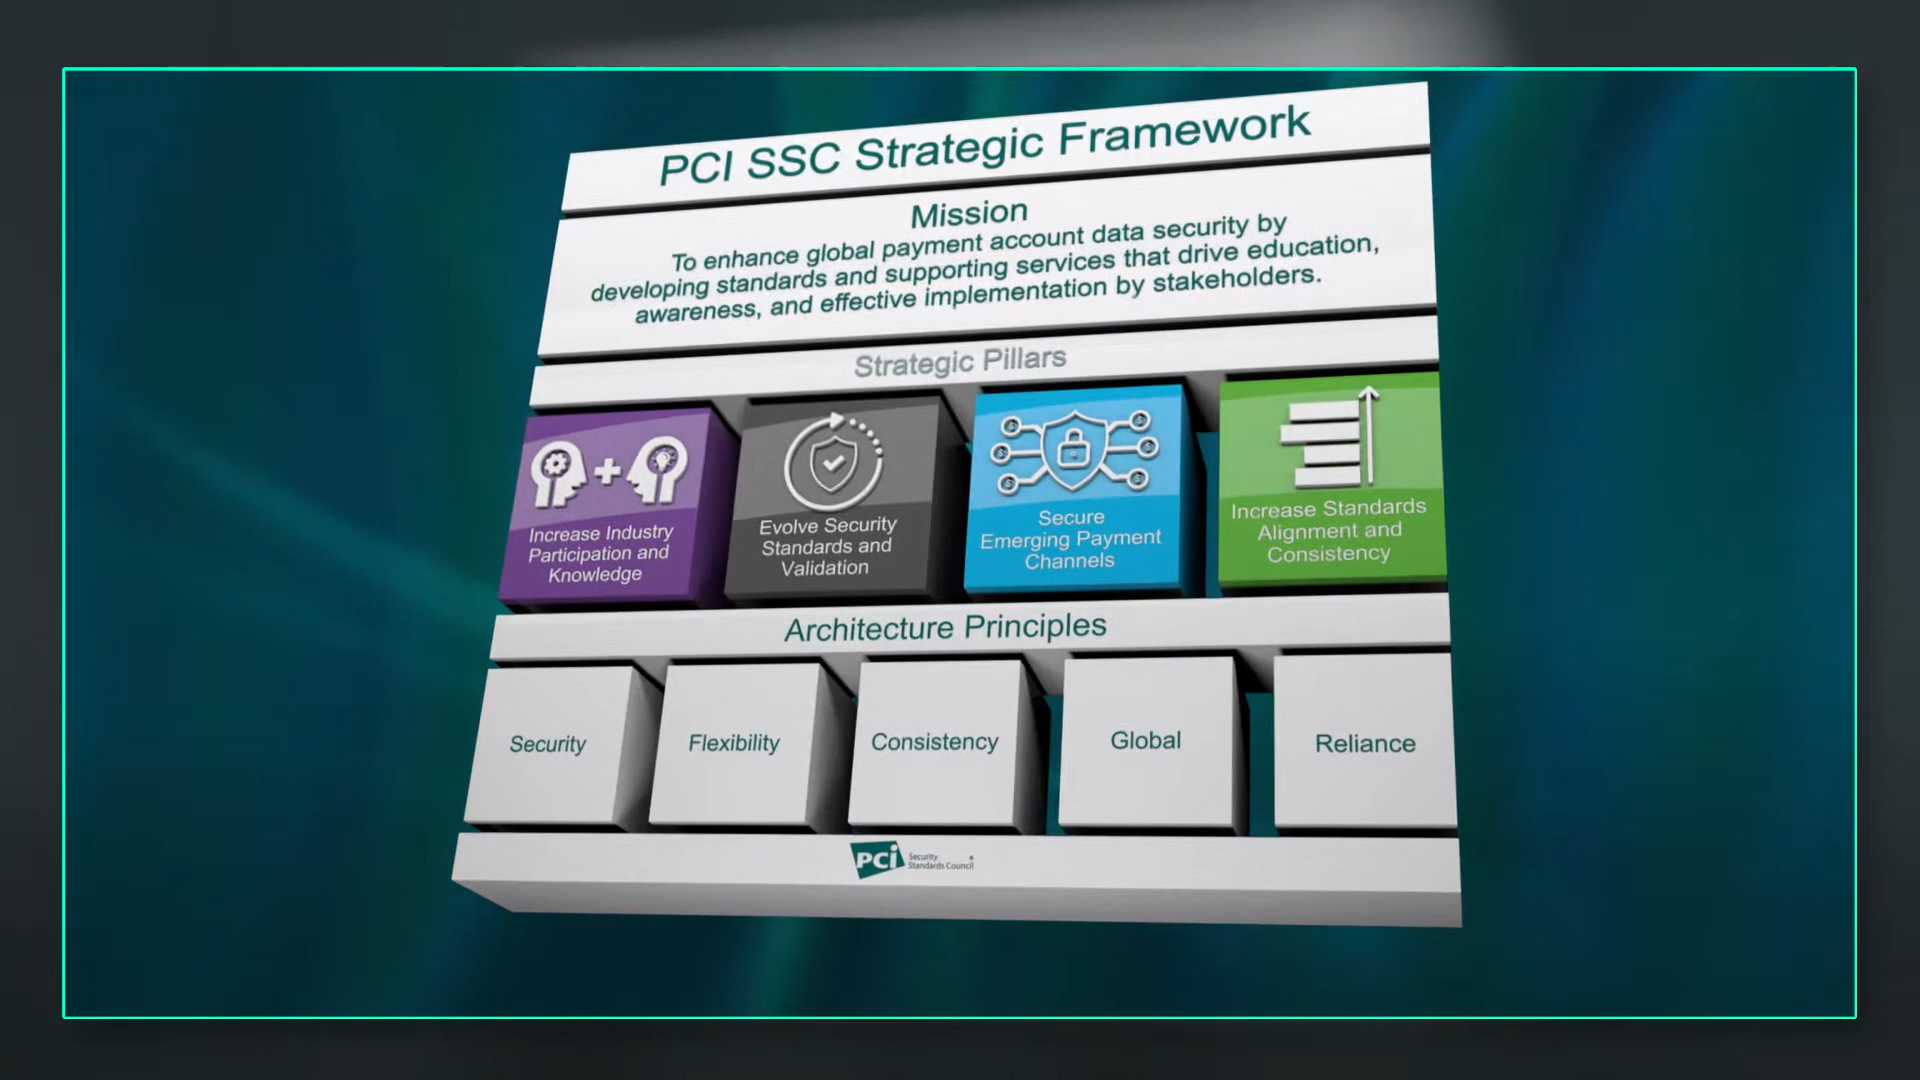 PCI SSC Strategic Framework
Mission
To enhance global payment account data security by
developing standards and supporting services that drive education,
awareness, and effective implementation by stakeholders.
Strategic Pillars
Increase Industry
Participation and
Knowledge
Evolve Security
Standards and
Validation
Secure
Emerging Payment
Channels
Increase Standards
Alignment and
Consistency
Architecture Principles
Security
Flexibility
Consistency
Global
Reliance
PCi
Security
Standards Council